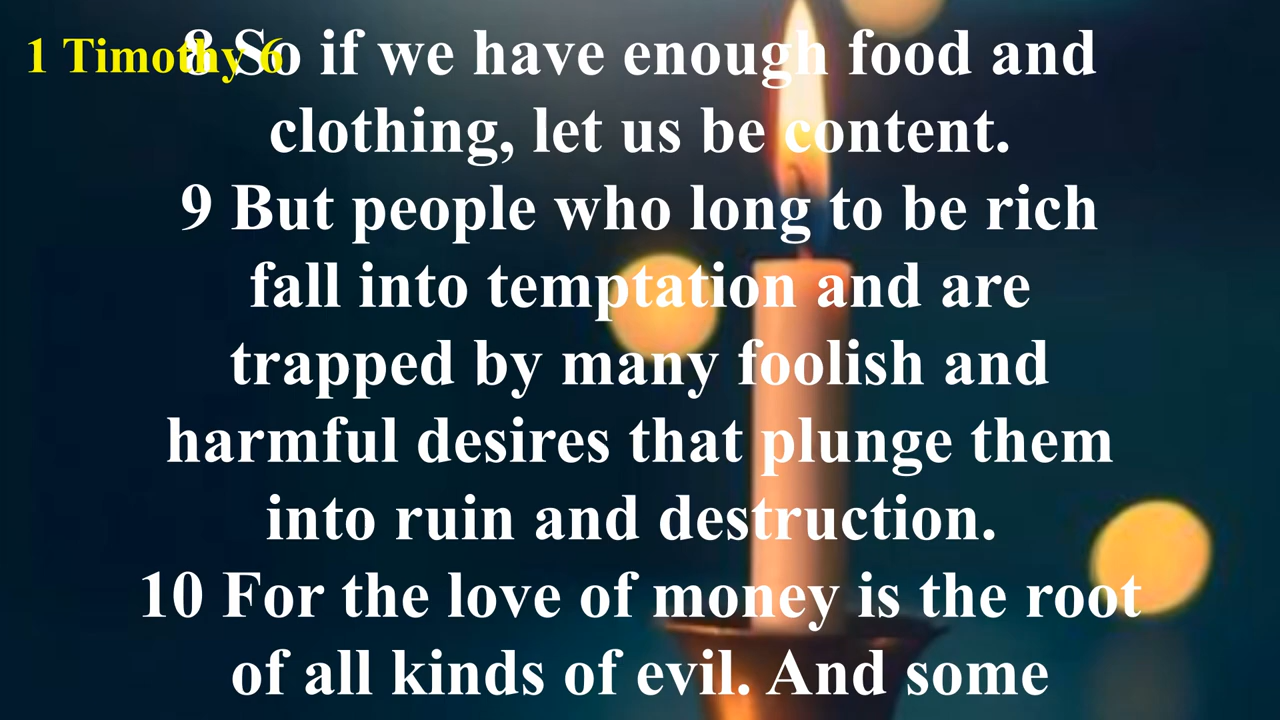 1 Timothy 6
8 So if we have enough food and
clothing, let us be content.
9 But people who long to be rich
fall into temptation and are
trapped by many foolish and
harmful desires that plunge them
into ruin and destruction.
10 For the love of money is the root
of all kinds of evil. And some